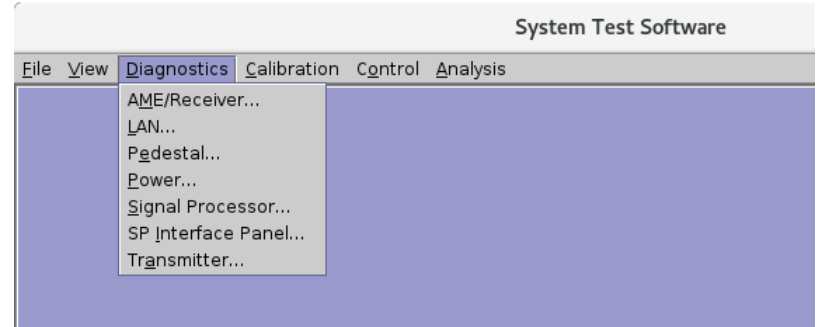 System Test Software
File View Diagnostics Calibration Control Analysis
AME/Receiver...
LAN...
Pedestal...
Power...
Signal Processor...
SP Interface Panel...
Transmitter...